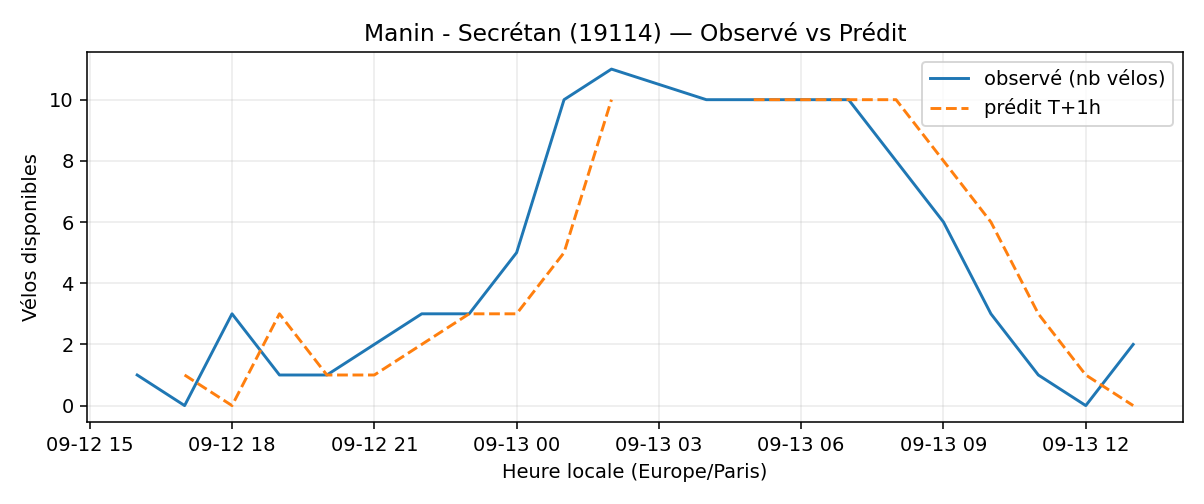 Manin - Secrétan (19114) — Observé vs Prédit
observé (nb vélos)
prédit T+1h
Vélos disponibles
10
8
6
4
2
0
09-12 15
09-12 18
09-12 21
09-13 00
09-13 03
09-13 06
09-13 09
09-13 12
Heure locale (Europe/Paris)